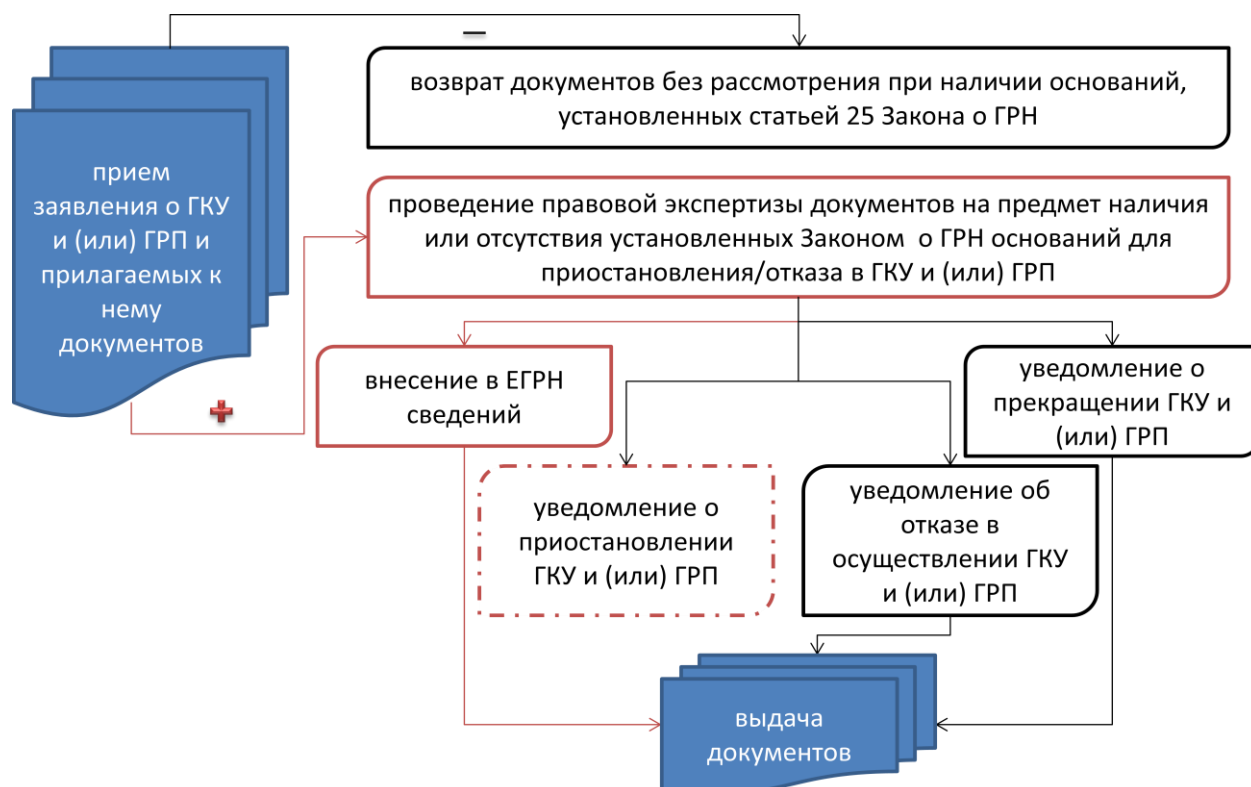 возврат документов без рассмотрения при наличии оснований,
установленных статьей 25 Закона о ГРН
прием
заявления о ГКУ
и (или) ГРП и
прилагаемых к
нему
документов
проведение правовой экспертизы документов на предмет наличия
или отсутствия установленных Законом о ГРН оснований для
приостановления/отказа в ГКУ и (или) ГРП
внесение в ЕГРН
сведений
уведомление о
прекращении ГКУ и
(или) ГРП
уведомление о
приостановлении
ГКУ и (или) ГРП
уведомление об
отказе в
осуществлении ГКУ
и (или) ГРП
выдача
документов